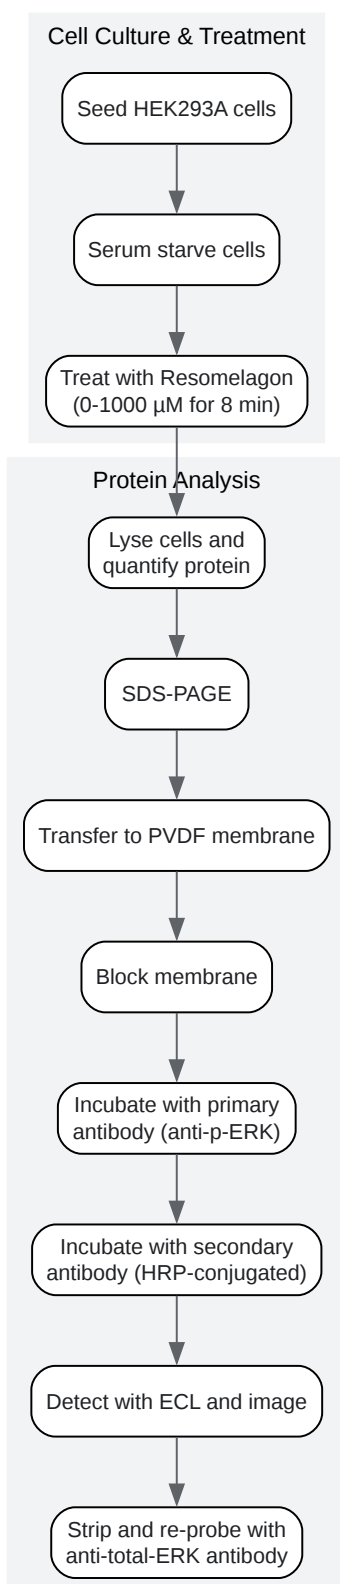 Cell Culture & Treatment
Seed HEK293A cells
Serum starve cells
Treat with Resomelagon
(0-1000 µM for 8 min)
Protein Analysis
Lyse cells and
quantify protein
SDS-PAGE
Transfer to PVDF membrane
Block membrane
Incubate with primary
antibody (anti-p-ERK)
Incubate with secondary
antibody (HRP-conjugated)
Detect with ECL and image
Strip and re-probe with
anti-total-ERK antibody